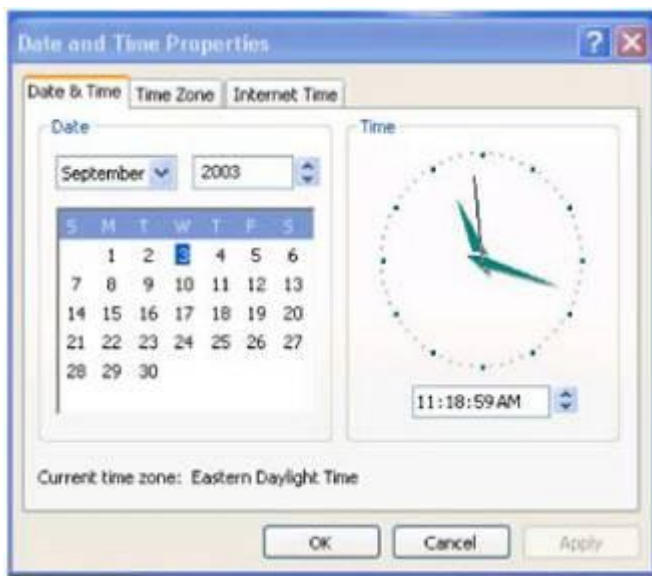 Date and Time Properties
Date & Time Time Zone Internet Time
Date
Time
September 2003
S M T W T F S
1 2 3 4 5 6
7 8 9 10 11 12 13
14 15 16 17 18 19 20
21 22 23 24 25 26 27
28 29 30
11:18:59 AM
Current time zone: Eastern Daylight Time
OK Cancel Apply